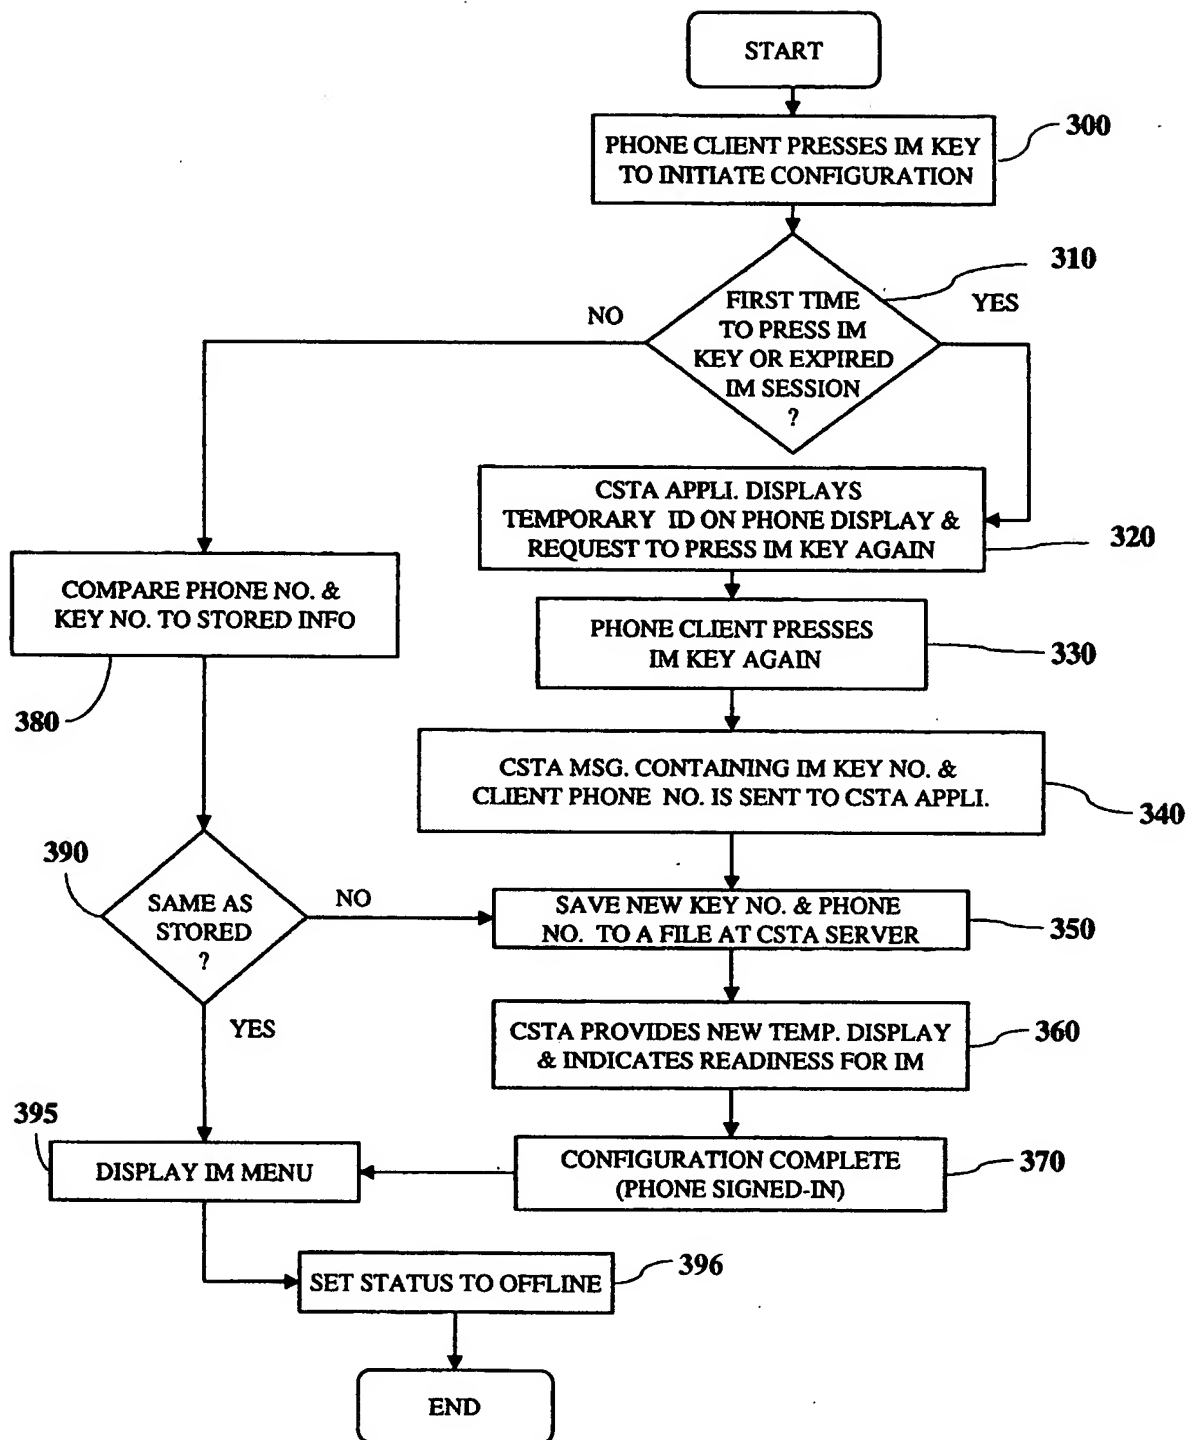 START
PHONE CLIENT PRESSES IM KEY
TO INITIATE CONFIGURATION
300
310
FIRST TIME
TO PRESS IM
KEY OR EXPIRED
IM SESSION
?
NO
YES
CSTA APPLI. DISPLAYS
TEMPORARY ID ON PHONE DISPLAY &
REQUEST TO PRESS IM KEY AGAIN
320
COMPARE PHONE NO. &
KEY NO. TO STORED INFO
380
PHONE CLIENT PRESSES
IM KEY AGAIN
330
CSTA MSG. CONTAINING IM KEY NO. &
CLIENT PHONE NO. IS SENT TO CSTA APPLI.
340
390
SAME AS
STORED
?
NO
YES
SAVE NEW KEY NO. & PHONE
NO. TO A FILE AT CSTA SERVER
350
CSTA PROVIDES NEW TEMP. DISPLAY
& INDICATES READINESS FOR IM
360
395
DISPLAY IM MENU
CONFIGURATION COMPLETE
(PHONE SIGNED-IN)
370
SET STATUS TO OFFLINE
396
END